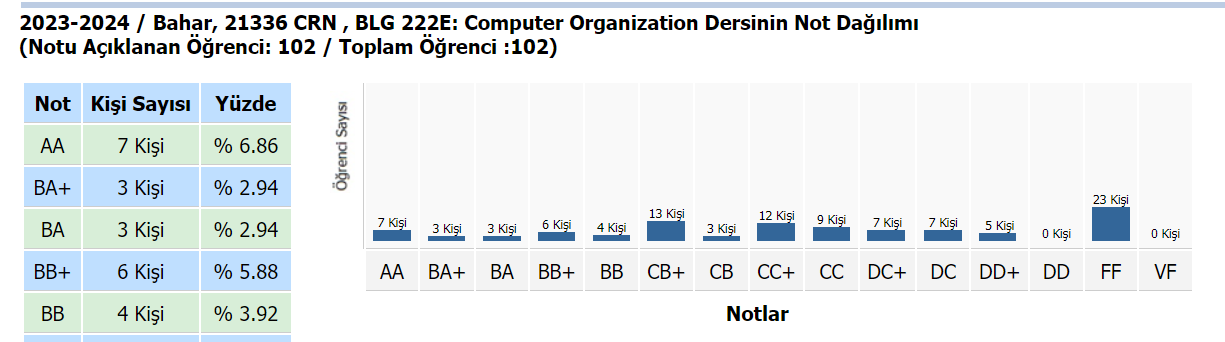 2023-2024 / Bahar, 21336 CRN , BLG 222E: Computer Organization Dersinin Not Dağılımı
(Notu Açıklanan Öğrenci: 102 / Toplam Öğrenci :102)
Not Kişi Sayısı Yüzde
AA 7 Kişi % 6.86
BA+ 3 Kişi % 2.94
BA 3 Kişi % 2.94
BB+ 6 Kişi % 5.88
BB 4 Kişi % 3.92
Öğrenci Sayısı
7 Kişi 3 Kişi 3 Kişi 6 Kişi 4 Kişi 13 Kişi 3 Kişi 12 Kişi 9 Kişi 7 Kişi 7 Kişi 5 Kişi 0 Kişi 23 Kişi 0 Kişi
AA BA+ BA BB+ BB CB+ CB CC+ CC DC+ DC DD+ DD FF VF
Notlar